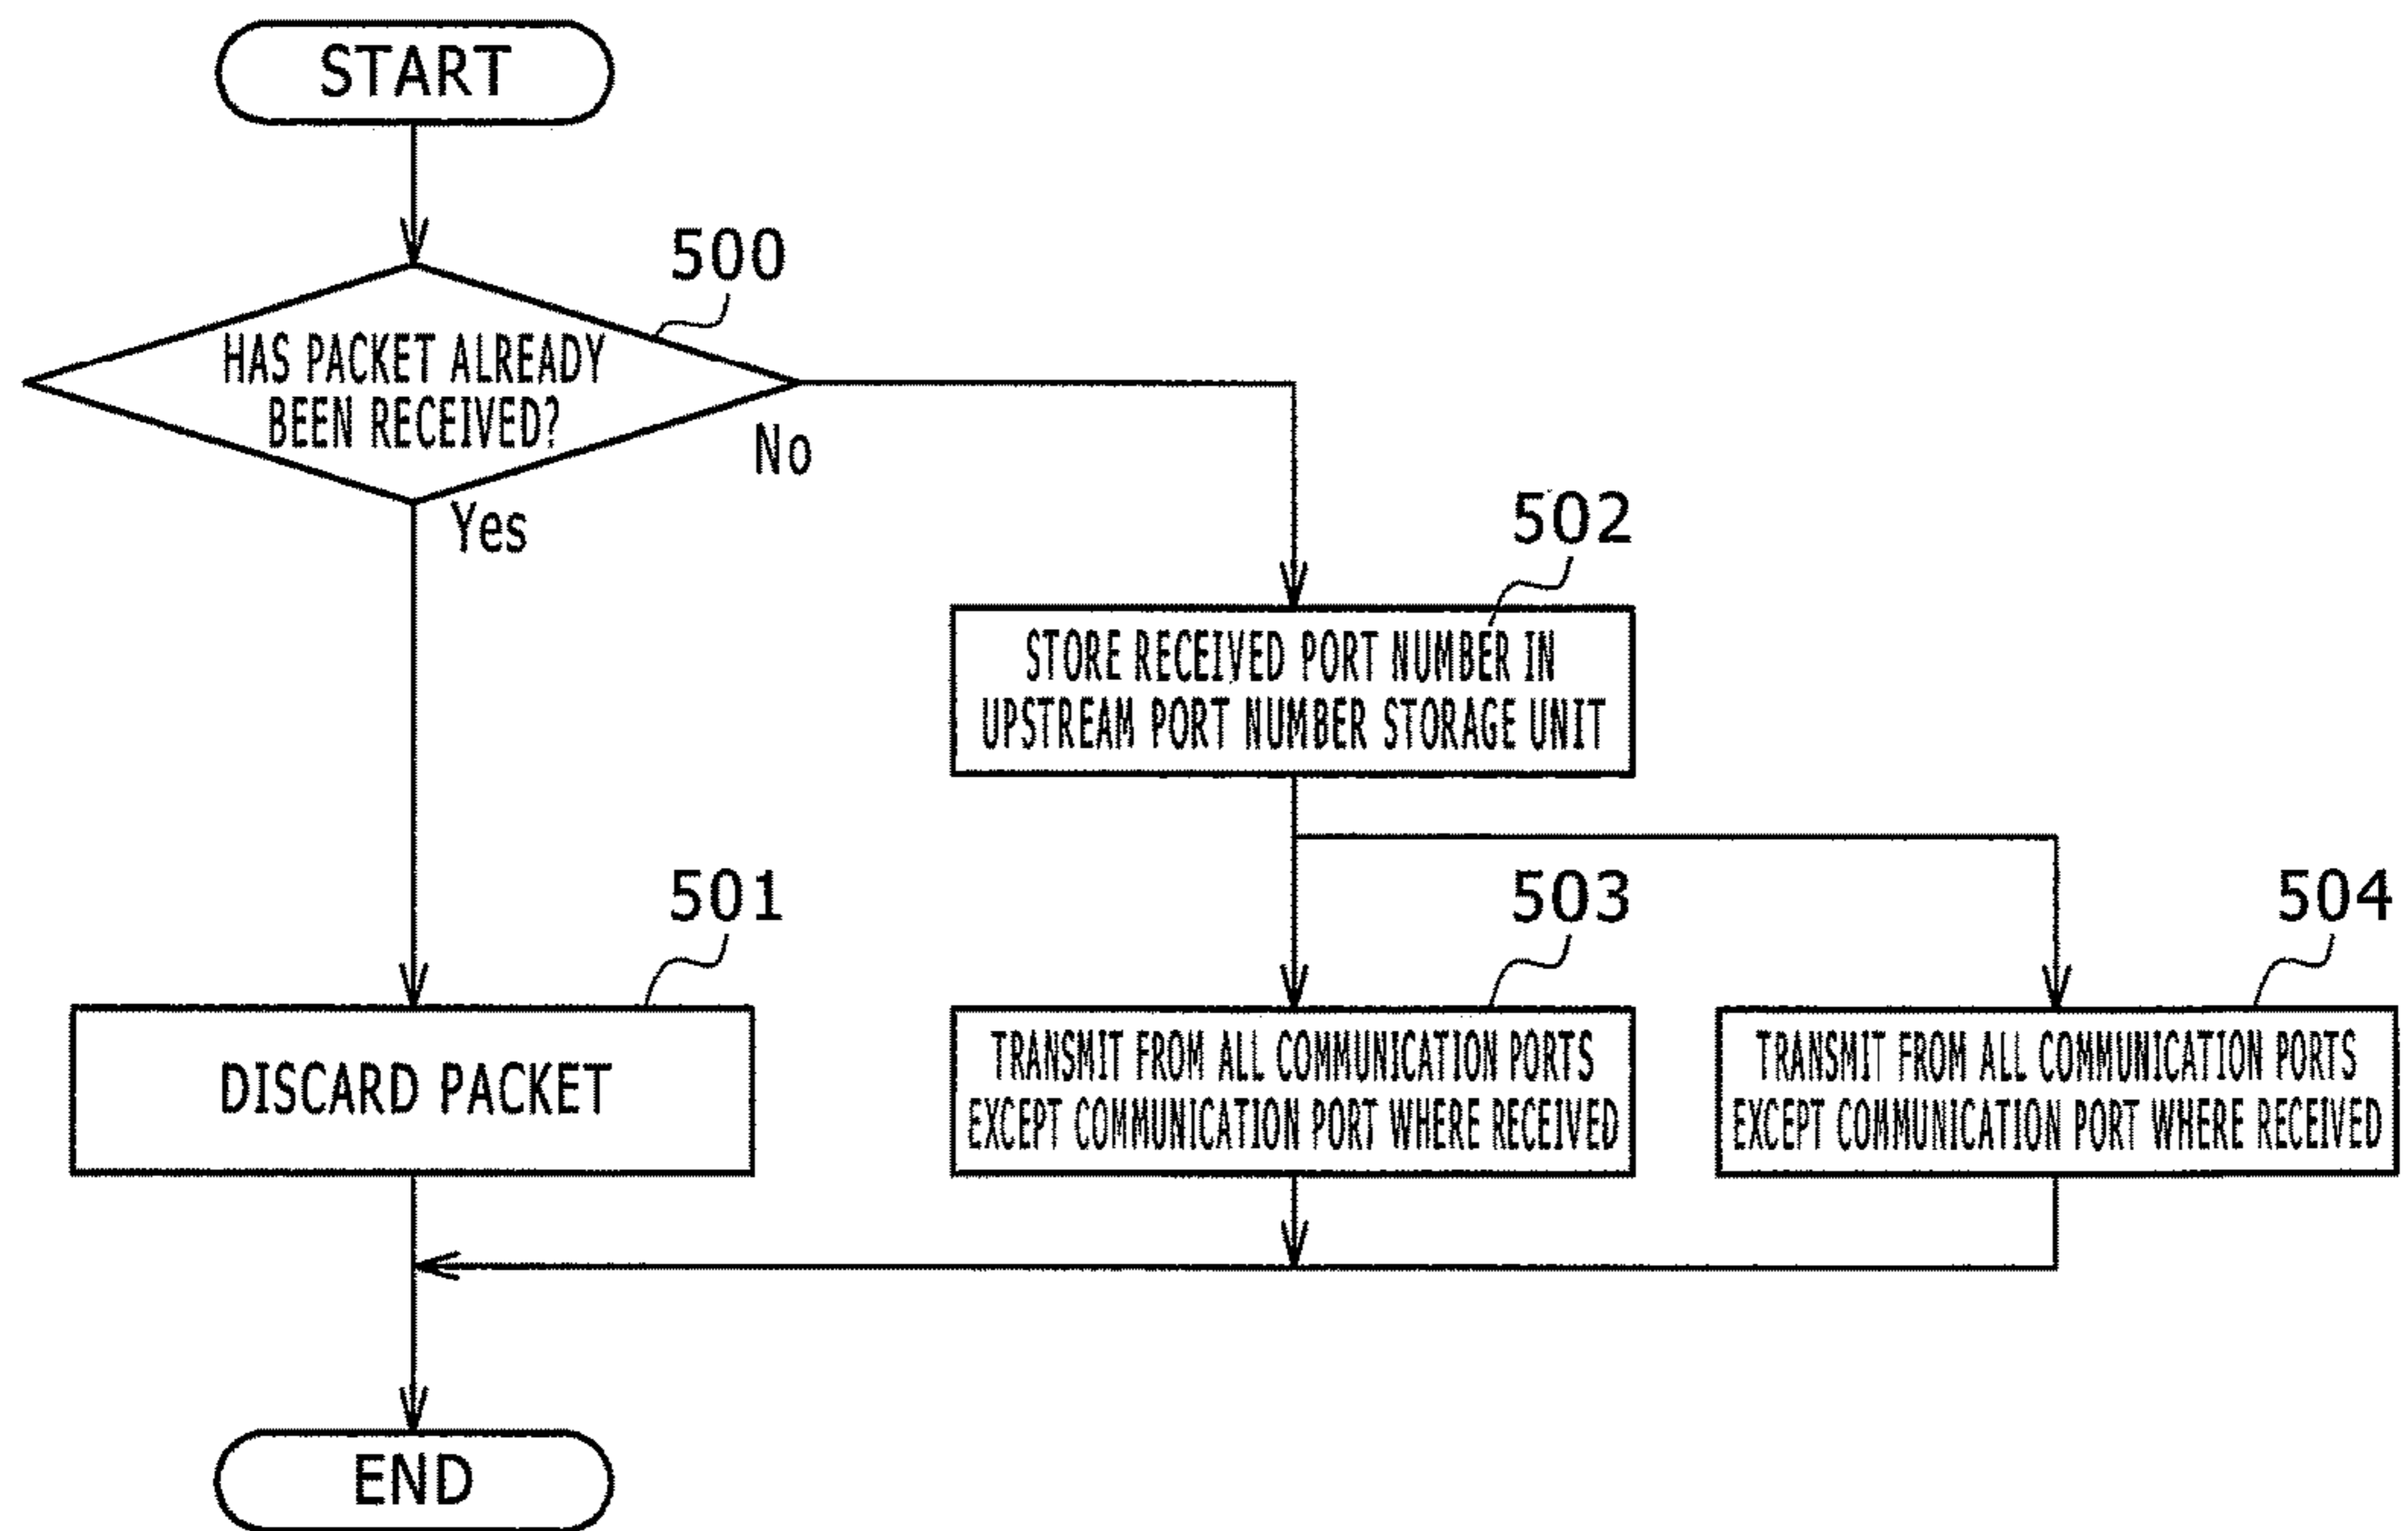 START
500
HAS PACKET ALREADY
BEEN RECEIVED?
No
Yes
502
STORE RECEIVED PORT NUMBER IN
UPSTREAM PORT NUMBER STORAGE UNIT
501
503
504
DISCARD PACKET
TRANSMIT FROM ALL COMMUNICATION PORTS
EXCEPT COMMUNICATION PORT WHERE RECEIVED
TRANSMIT FROM ALL COMMUNICATION PORTS
EXCEPT COMMUNICATION PORT WHERE RECEIVED
END